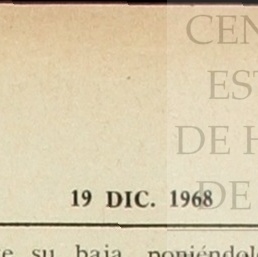 CEN
EST
DE H
DE
19 DIC. 1968
su baja, poniéndol